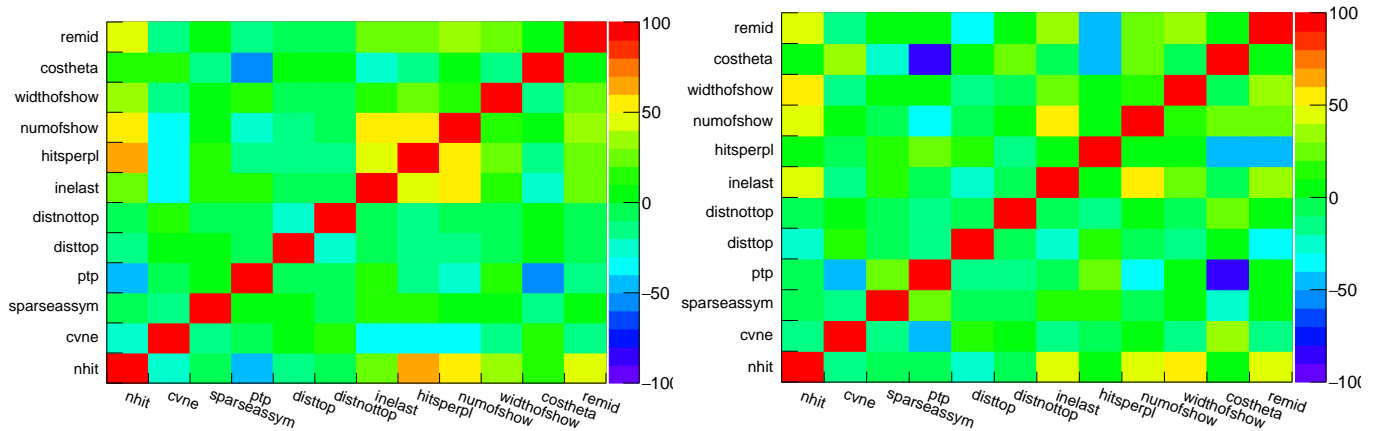 remid
costheta
widthofshow
numofshow
hitsperpl
inelast
distnottop
disttop
ptp
sparseassym
cvne
nhit
nhit cvne sparseassym ptp disttop distnottop inelast hitsperpl numofshow widthofshow costheta remid
100
50
0
−50
−100
remid
costheta
widthofshow
numofshow
hitsperpl
inelast
distnottop
disttop
ptp
sparseassym
cvne
nhit
nhit cvne sparseassym ptp disttop distnottop inelast hitsperpl numofshow widthofshow costheta remid
100
50
0
−50
−100